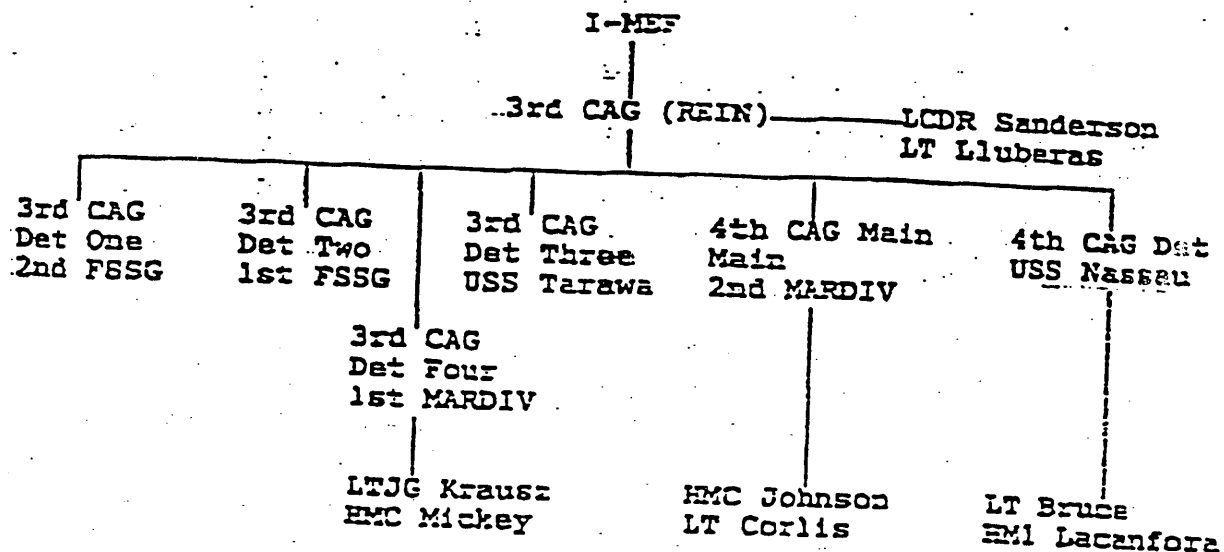 I-MEF
3rd CAG (REIN)
LCDR Sanderson
LT Lluberas
3rd CAG
Det One
2nd FSSG
3rd CAG
Det Two
1st FSSG
3rd CAG
Det Three
USS Tarawa
4th CAG Main
Main
2nd MARDIV
4th CAG Det
USS Nassau
3rd CAG
Det Four
1st MARDIV
LTJG Krausz
HMC Mickey
HMC Johnson
LT Corlis
LT Bruce
HM1 Lacanfora